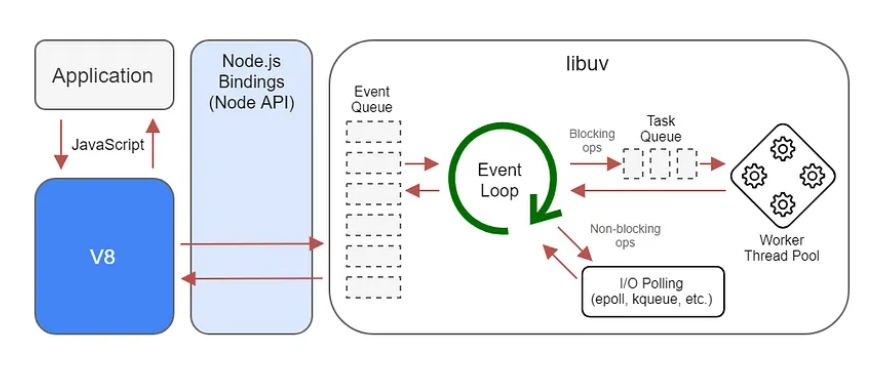 Application
JavaScript
V8
Node.js
Bindings
(Node API)
libuv
Event
Queue
Event
Loop
Blocking
ops
Task
Queue
Worker
Thread Pool
Non-blocking
ops
I/O Polling
(epoll, kqueue, etc.)